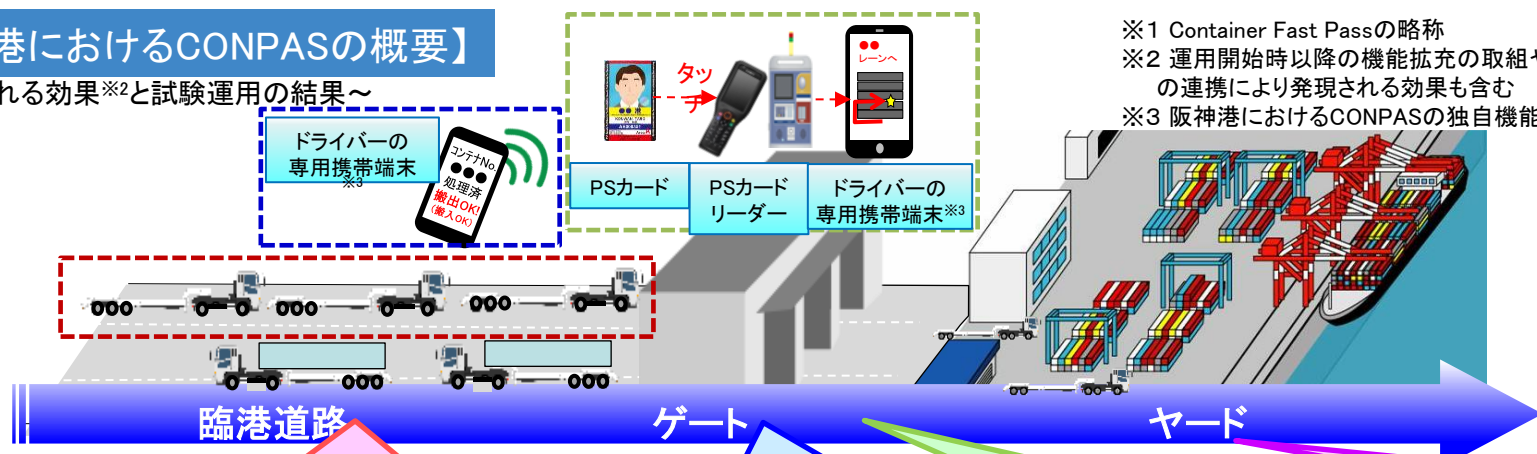 港におけるCONPASの概要】
れる効果※2と試験運用の結果～
※1 Container Fast Passの略称
※2 運用開始時以降の機能拡充の取組
の連携により発現される効果も含む
※3 阪神港におけるCONPASの独自機能
ドライバーの
専用携帯端末
※3
コンテナNo.
●●●
処理済
搬出OK!
(搬入OK)
タッ
チ
●●
レーンへ
PSカード
PSカード
リーダー
ドライバーの
専用携帯端末※3
臨港道路
ゲート
ヤード